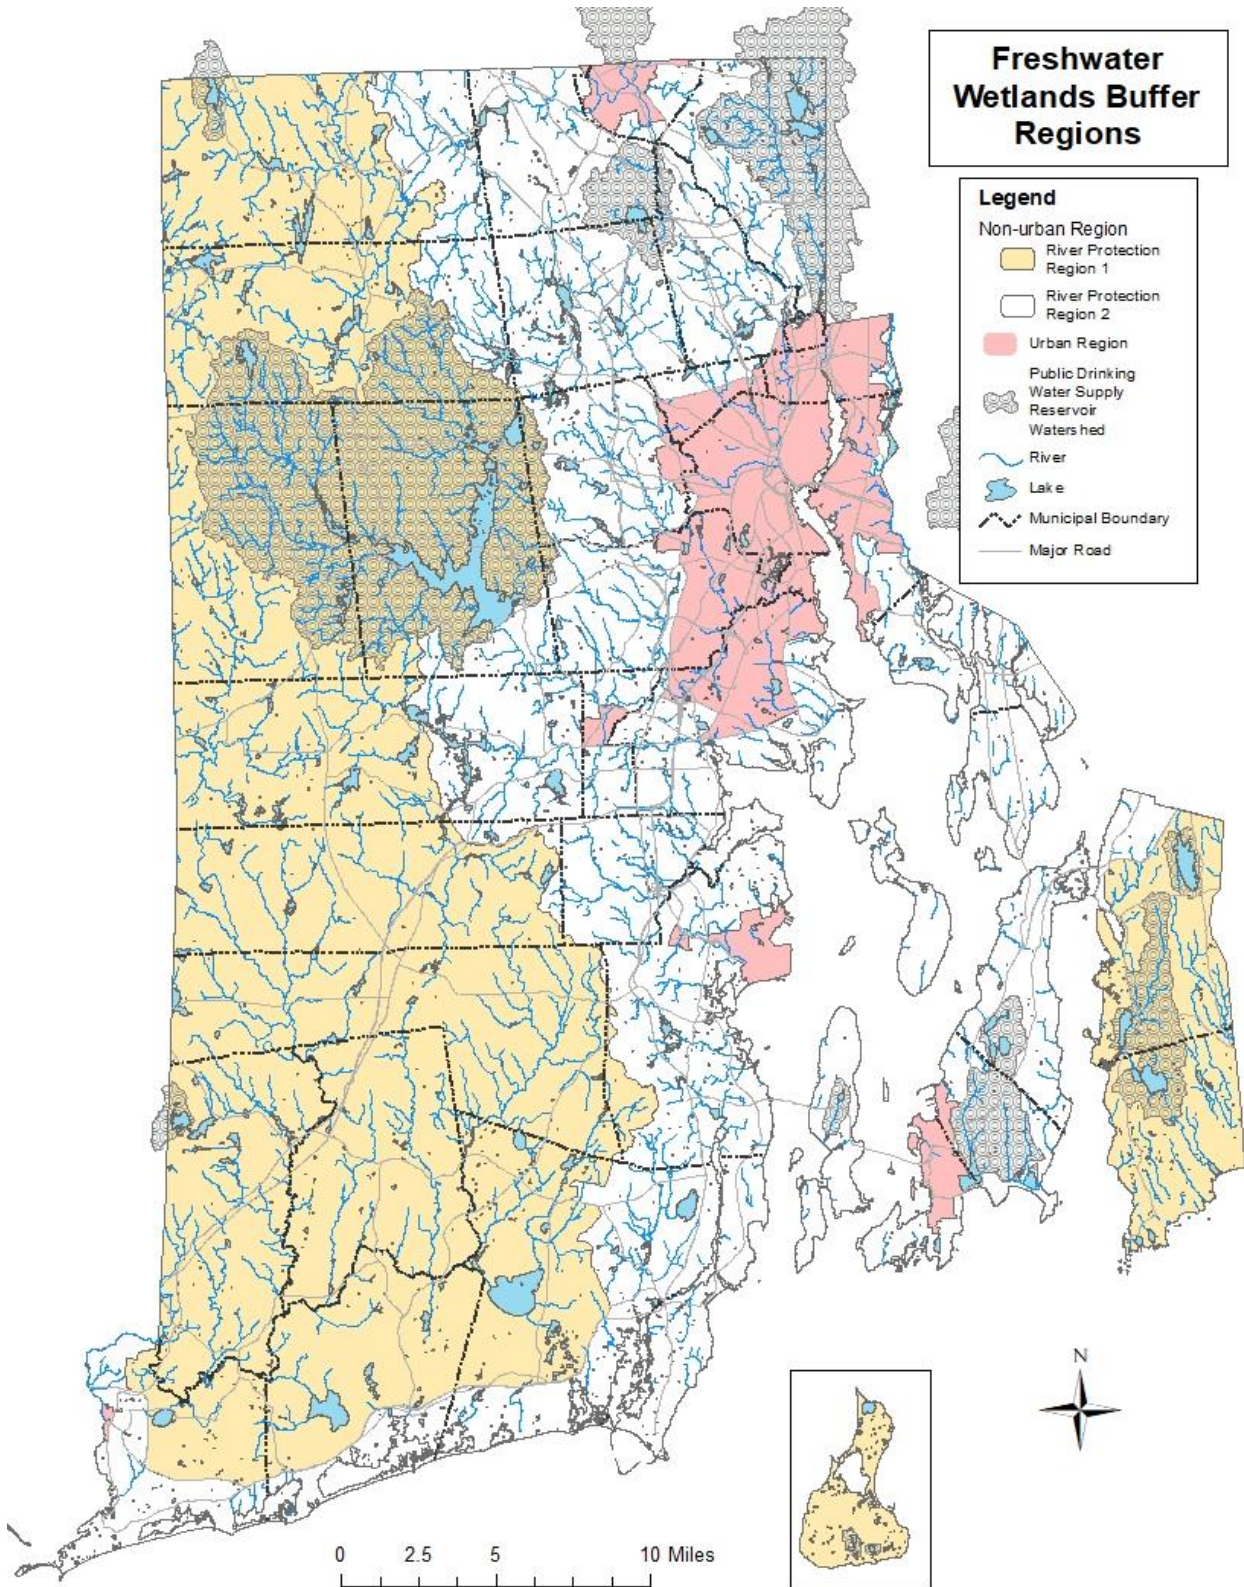 Freshwater
Wetlands Buffer
Regions
Legend
Non-urban Region
River Protection
Region 1
River Protection
Region 2
Urban Region
Public Drinking
Water Supply
Reservoir
Watershed
River
Lake
Municipal Boundary
Major Road
N
0 2.5 5 10 Miles